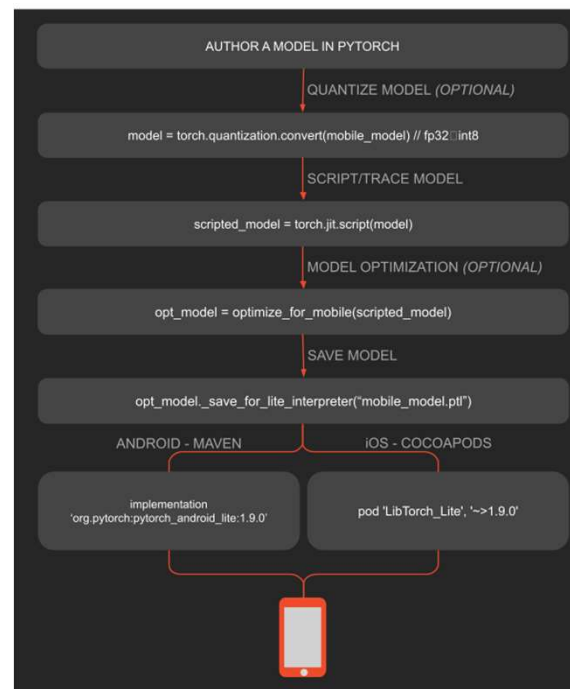 AUTHOR A MODEL IN PYTORCH
QUANTIZE MODEL (OPTIONAL)
model = torch.quantization.convert(mobile_model) // fp32□int8
SCRIPT/TRACE MODEL
scripted_model = torch.jit.script(model)
MODEL OPTIMIZATION (OPTIONAL)
opt_model = optimize_for_mobile(scripted_model)
SAVE MODEL
opt_model._save_for_lite_interpreter(“mobile_model.ptl”)
ANDROID - MAVEN
iOS - COCOAPODS
implementation
‘org.pytorch:pytorch_android_lite:1.9.0’
pod 'LibTorch_Lite', '~>1.9.0'